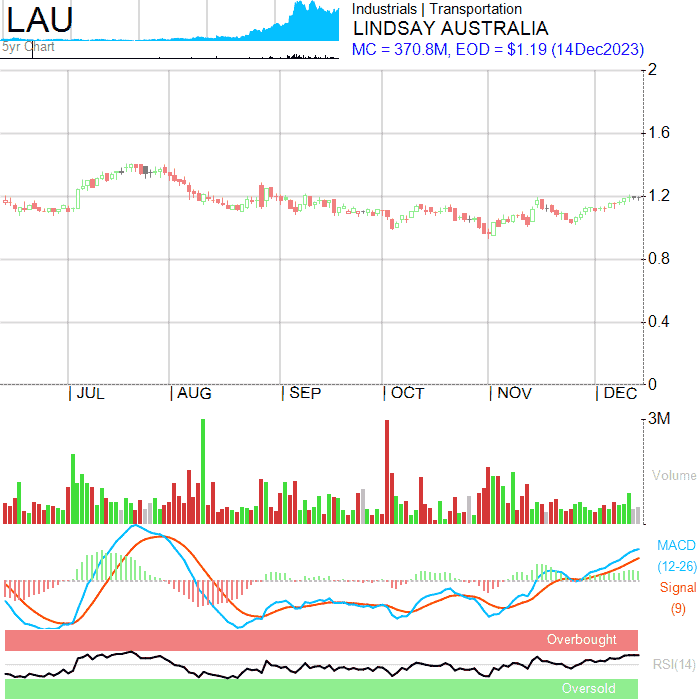 LAU
5yr Chart
Industrials | Transportation
LINDSAY AUSTRALIA
MC = 370.8M, EOD = $1.19 (14Dec2023)
2
1.6
1.2
0.8
0.4
0
JUL AUG SEP OCT NOV DEC
3M
Volume
MACD
(12-26)
Signal
(9)
Overbought
RSI(14)
Oversold